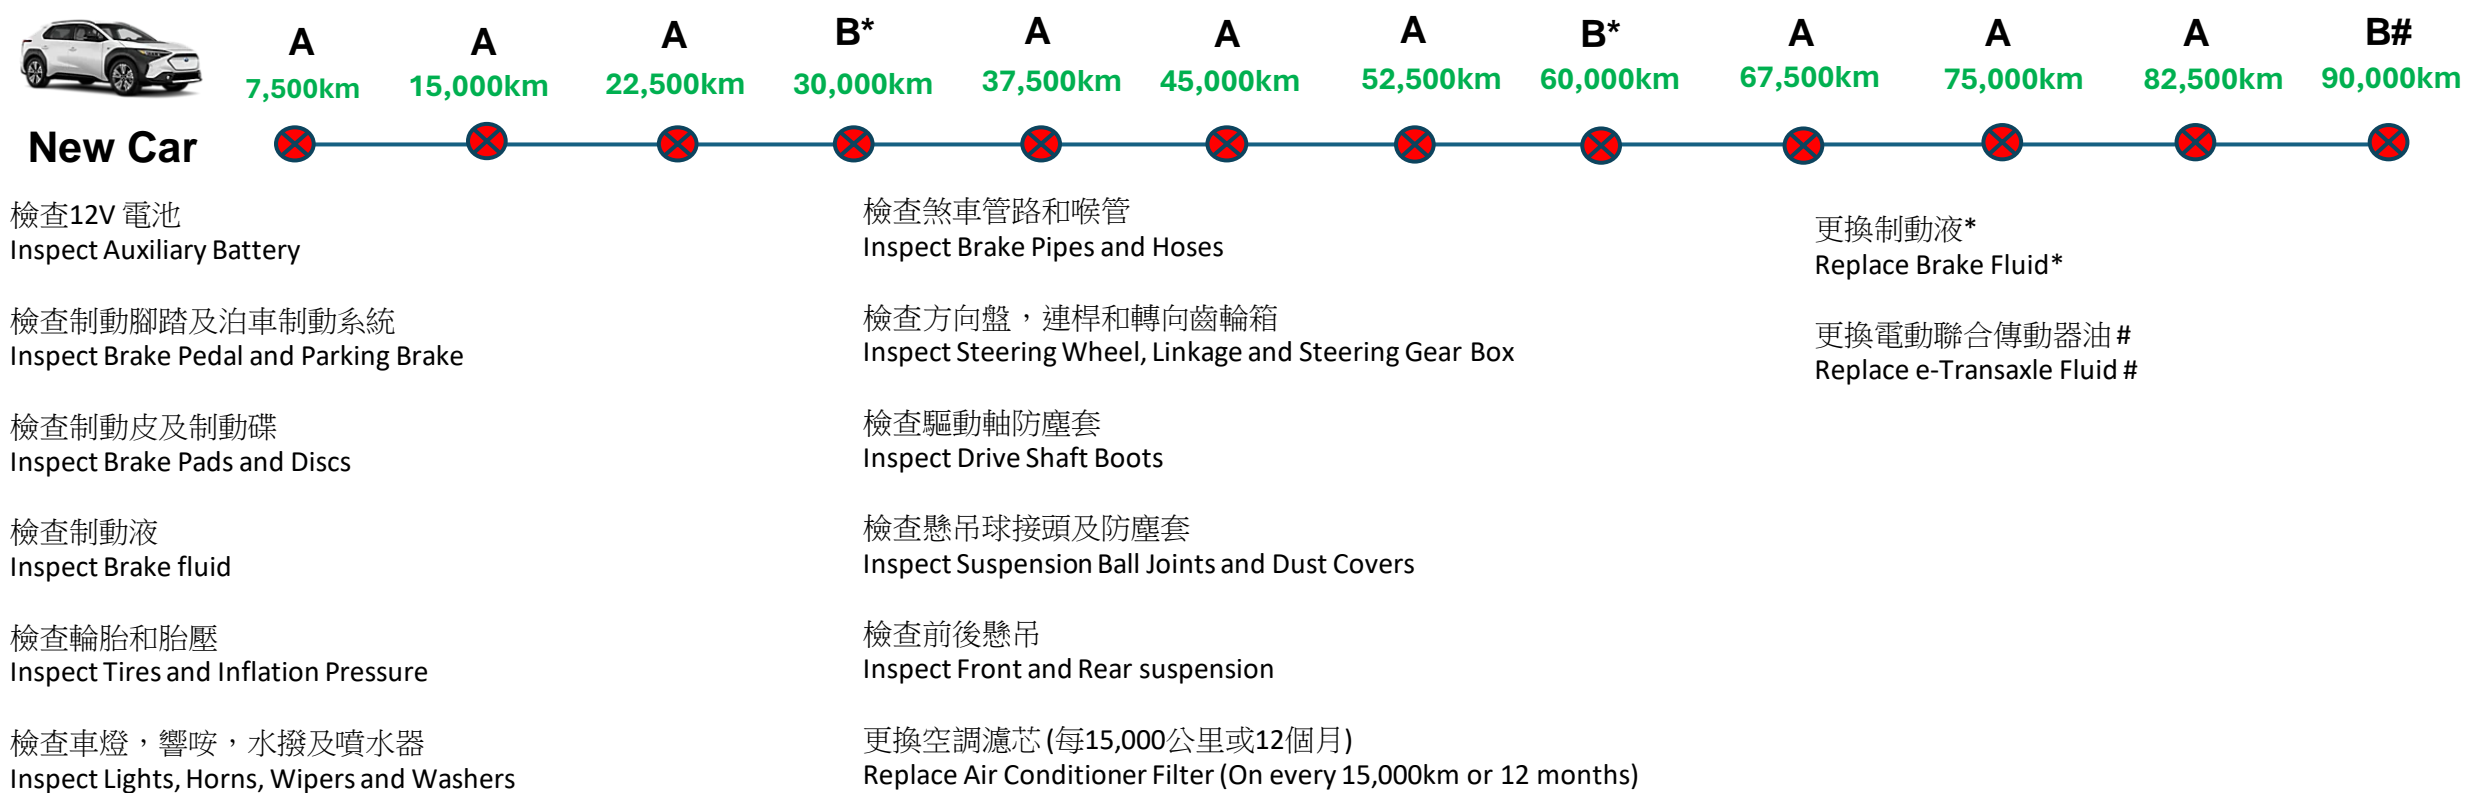 A A A B* A A A B* A A A B#
7,500km 15,000km 22,500km 30,000km 37,500km 45,000km 52,500km 60,000km 67,500km 75,000km 82,500km 90,000km
New Car
檢查12V 電池
Inspect Auxiliary Battery
檢查制動腳踏及泊車制動系統
Inspect Brake Pedal and Parking Brake
檢查制動皮及制動碟
Inspect Brake Pads and Discs
檢查制動液
Inspect Brake fluid
檢查輪胎和胎壓
Inspect Tires and Inflation Pressure
檢查車燈，響咹，水撥及噴水器
Inspect Lights, Horns, Wipers and Washers
檢查煞車管路和喉管
Inspect Brake Pipes and Hoses
檢查方向盤，連桿和轉向齒輪箱
Inspect Steering Wheel, Linkage and Steering Gear Box
檢查驅動軸防塵套
Inspect Drive Shaft Boots
檢查懸吊球接頭及防塵套
Inspect Suspension Ball Joints and Dust Covers
檢查前後懸吊
Inspect Front and Rear suspension
更換空調濾芯 (每15,000公里或12個月)
Replace Air Conditioner Filter (On every 15,000km or 12 months)
更換制動液*
Replace Brake Fluid*
更換電動聯合傳動器油 #
Replace e-Transaxle Fluid #